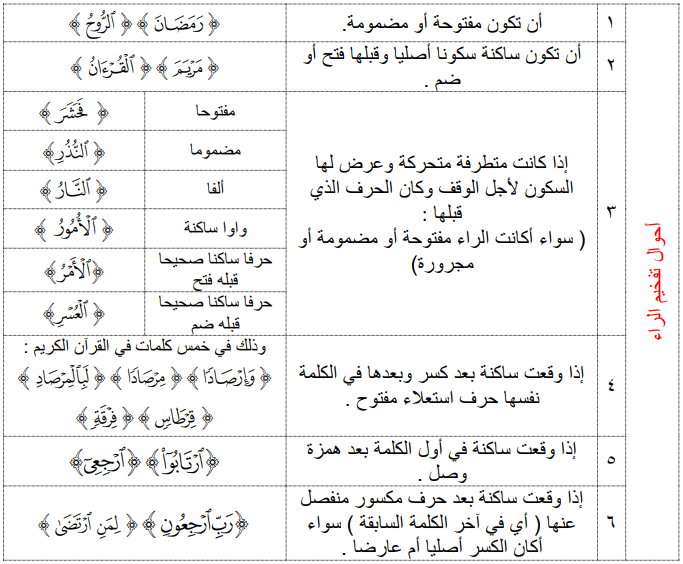 أحوال تفخيم الراء
١
أن تكون مفتوحة أو مضمومة.
﴿ رَمَضَانَ ﴾ ﴿ ٱلرُّوحُ ﴾
٢
أن تكون ساكنة سكونا أصليا وقبلها فتح أو
ضم .
﴿ مَرْيَمَ ﴾ ﴿ ٱلْقُرْءَانُ ﴾
٣
إذا كانت متطرفة متحركة وعرض لها
السكون لأجل الوقف وكان الحرف الذي
قبلها :
( سواء أكانت الراء مفتوحة أو مضمومة أو
مجرورة)
مفتوحا
﴿ فَحَشَرَ ﴾
مضموما
﴿ ٱلنُّذُرِ ﴾
ألفا
﴿ ٱلنَّارُ ﴾
واوا ساكنة
﴿ ٱلْأُمُورُ ﴾
حرفا ساكنا صحيحا
قبله فتح
﴿ ٱلْأَمْرُ ﴾
حرفا ساكنا صحيحا
قبله ضم
﴿ ٱلْعُسْرِ ﴾
٤
إذا وقعت ساكنة بعد كسر وبعدها في الكلمة
نفسها حرف استعلاء مفتوح .
وذلك في خمس كلمات في القرآن الكريم :
﴿ وَإِرْصَادًا ﴾ ﴿ مِرْصَادًا ﴾ ﴿ لَبِٱلْمِرْصَادِ ﴾
﴿ قِرْطَاسٍ ﴾ ﴿ فِرْقَةٍ ﴾
٥
إذا وقعت ساكنة في أول الكلمة بعد همزة
وصل .
﴿ ٱرْتَابُوٓا۟ ﴾ ﴿ ٱرْجِعِىٓ ﴾
٦
إذا وقعت ساكنة بعد حرف مكسور منفصل
عنها ( أي في آخر الكلمة السابقة ) سواء
أكان الكسر أصليا أم عارضا .
﴿ رَبِّ ٱرْجِعُونِ ﴾ ﴿ لِمَنِ ٱرْتَضَىٰ ﴾